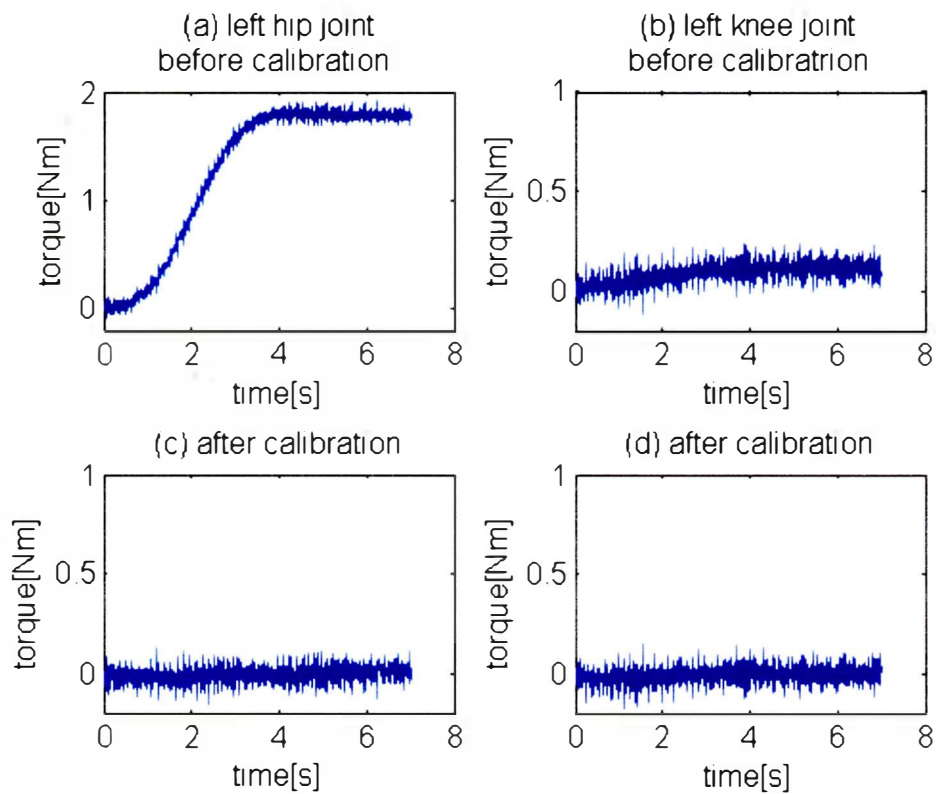 (a) left hip joint
before calibration
(b) left knee joint
before calibratrion
2
1
0
torque[Nm]
0 2 4 6 8
time[s]
1
0.5
0
torque[Nm]
0 2 4 6 8
time[s]
(c) after calibration
(d) after calibration
1
0.5
0
torque[Nm]
0 2 4 6 8
time[s]
1
0.5
0
torque[Nm]
0 2 4 6 8
time[s]